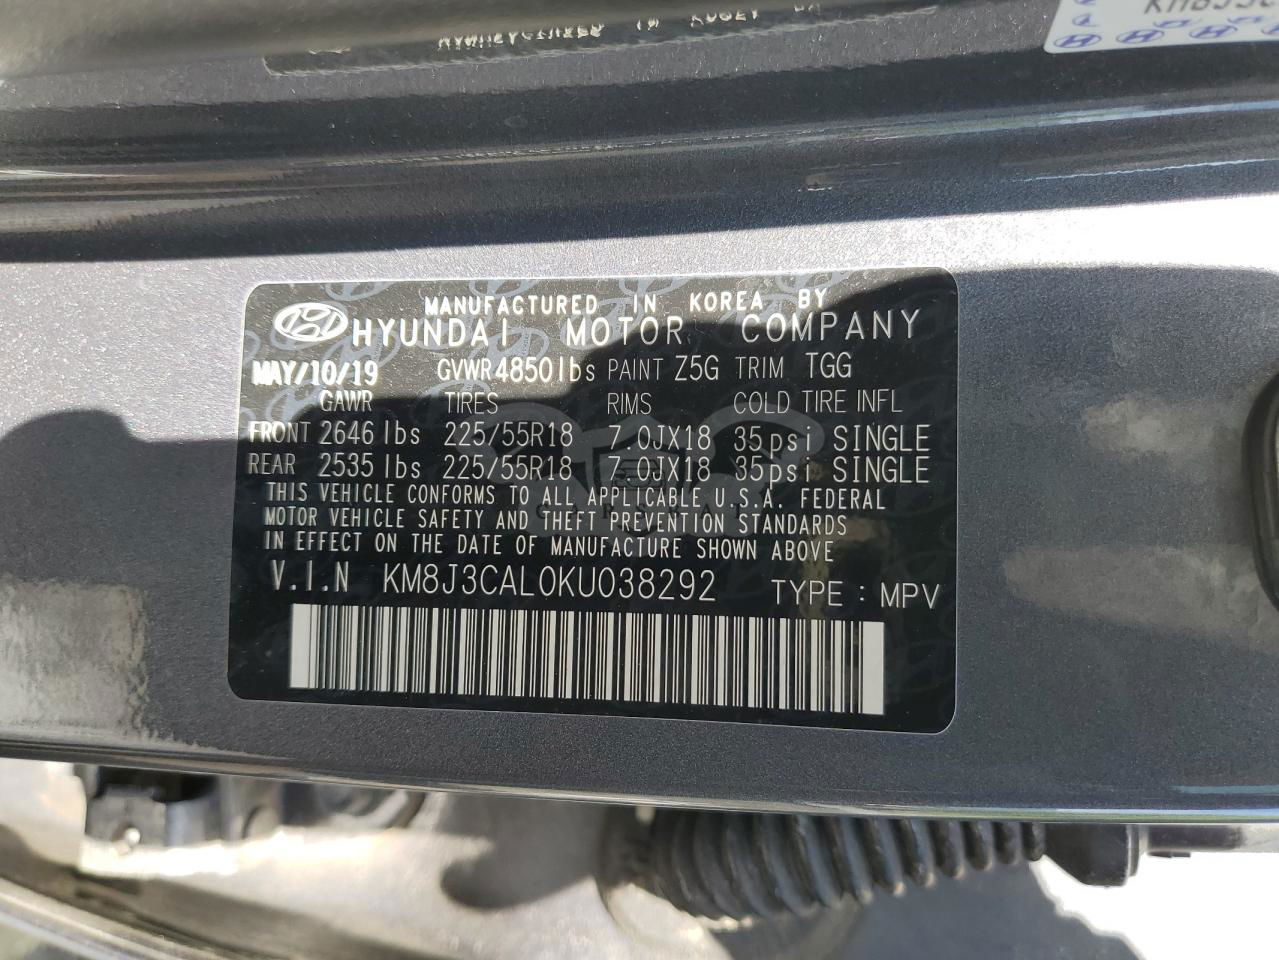 MANUFACTURED IN KOREA BY
HYUNDAI MOTOR COMPANY
MAY/10/19 GVWR 4850lbs PAINT Z5G TRIM TGG
GAWR TIRES RIMS COLD TIRE INFL
FRONT 2646 lbs 225/55R18 7.0JX18 35psi SINGLE
REAR 2535 lbs 225/55R18 7.0JX18 35psi SINGLE
THIS VEHICLE CONFORMS TO ALL APPLICABLE U.S.A. FEDERAL
MOTOR VEHICLE SAFETY AND THEFT PREVENTION STANDARDS
IN EFFECT ON THE DATE OF MANUFACTURE SHOWN ABOVE
V.I.N KM8J3CAL0KU038292 TYPE : MPV